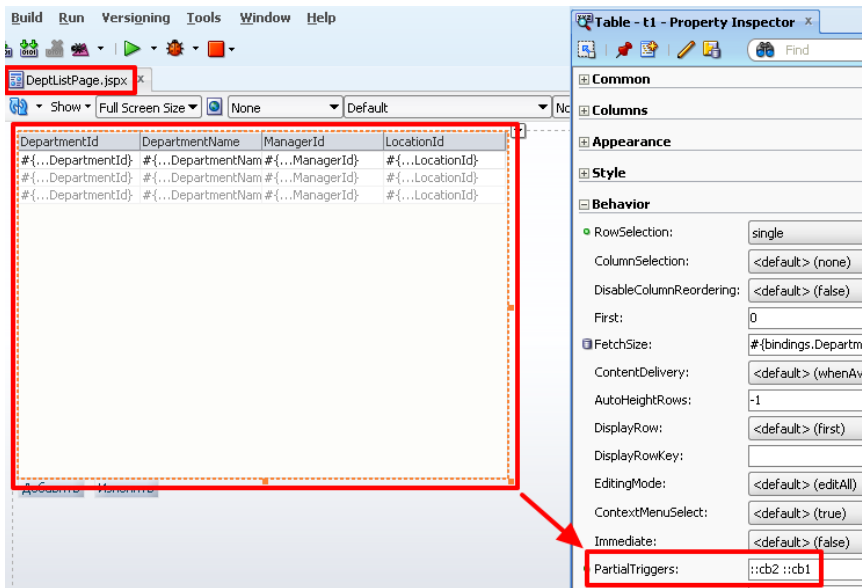 Build Run Versioning Tools Window Help
Table - t1 - Property Inspector x
Find
DeptListPage.jspx x
Show Full Screen Size None Default
DepartmentId DepartmentName ManagerId LocationId
#{...DepartmentId} #{...DepartmentNam #{...ManagerId} #{...LocationId}
#{...DepartmentId} #{...DepartmentNam #{...ManagerId} #{...LocationId}
#{...DepartmentId} #{...DepartmentNam #{...ManagerId} #{...LocationId}
Добавить Изменить
Common
Columns
Appearance
Style
Behavior
RowSelection: single
ColumnSelection: <default> (none)
DisableColumnReordering: <default> (false)
First: 0
FetchSize: #{bindings.Departm
ContentDelivery: <default> (whenAv
AutoHeightRows: -1
DisplayRow: <default> (first)
DisplayRowKey:
EditingMode: <default> (editAll)
ContextMenuSelect: <default> (true)
Immediate: <default> (false)
PartialTriggers: ::cb2 ::cb1